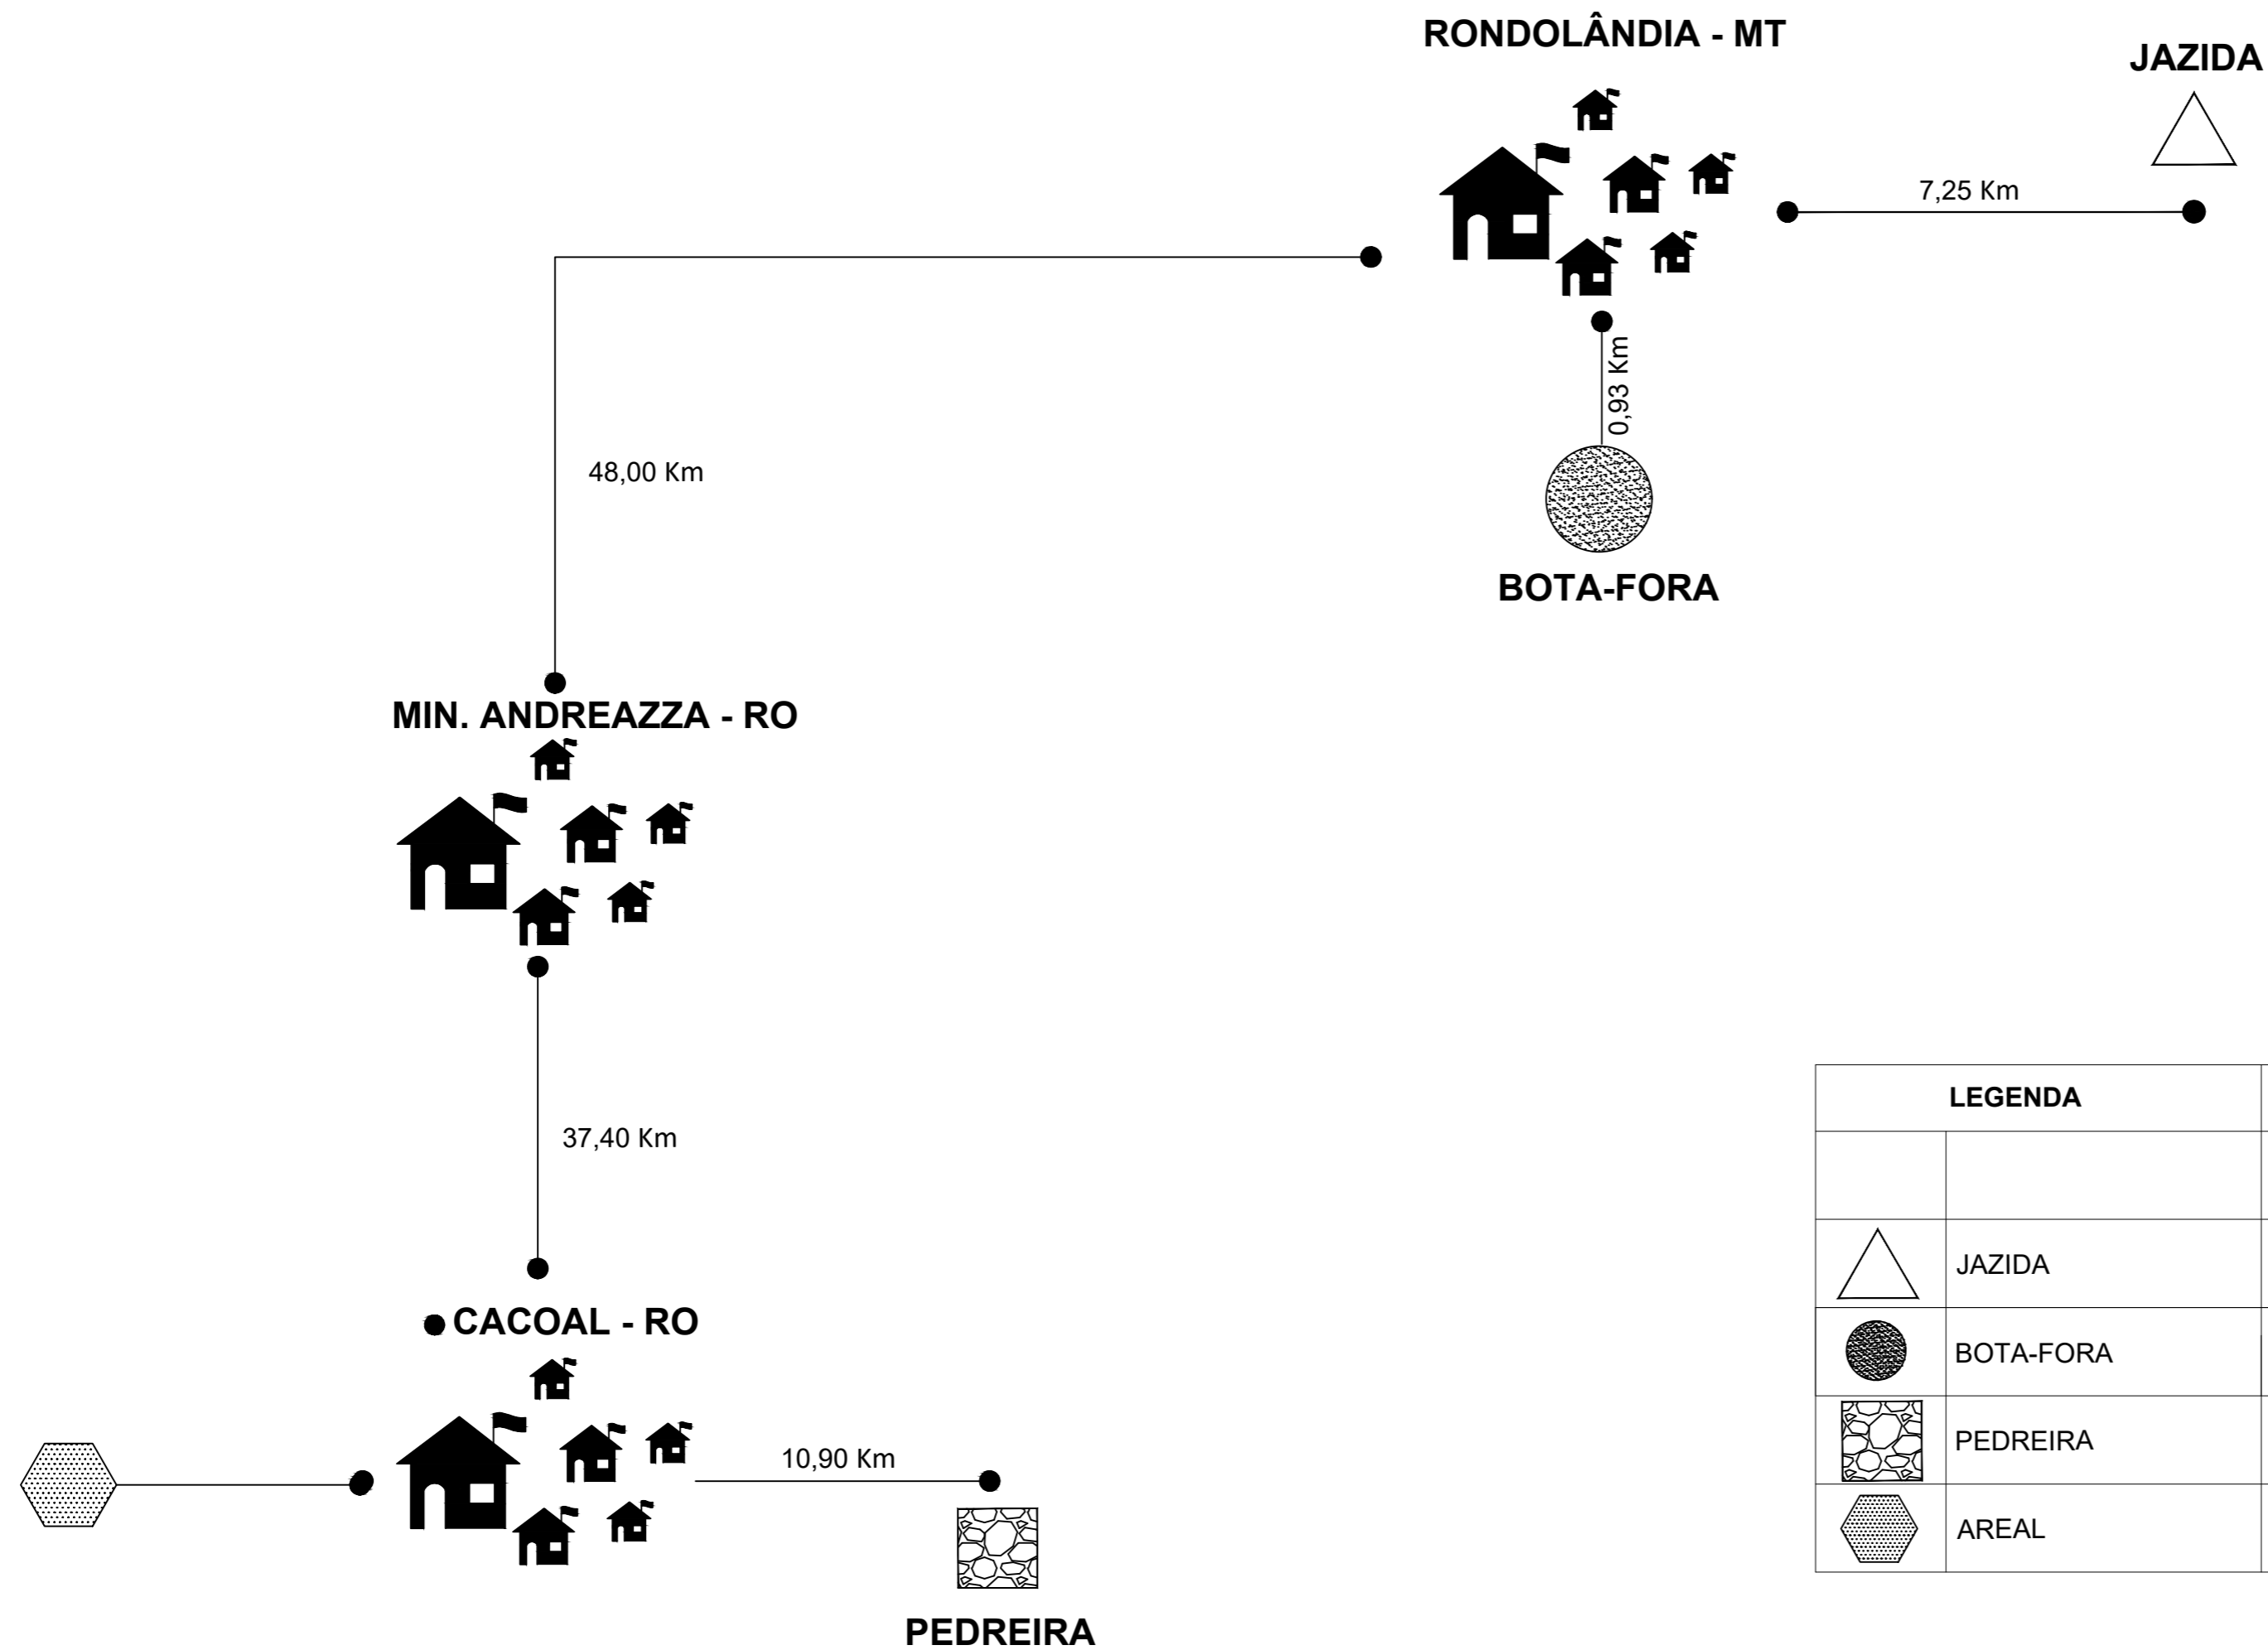 RONDOLÂNDIA - MT
JAZIDA
7,25 Km
0,93 Km
48,00 Km
BOTA-FORA
MIN. ANDREAZZA - RO
37,40 Km
CACOAL - RO
10,90 Km
PEDREIRA
LEGENDA
JAZIDA
BOTA-FORA
PEDREIRA
AREAL